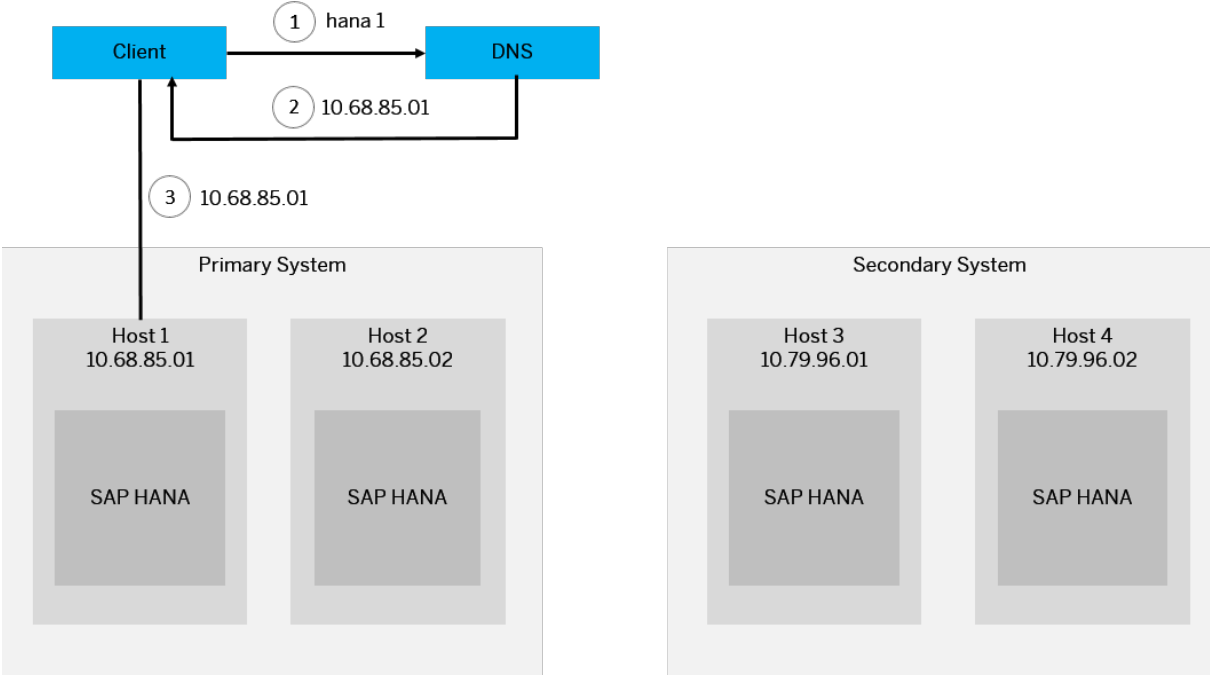 1 hana 1
Client
DNS
2 10.68.85.01
3 10.68.85.01
Primary System
Host 1
10.68.85.01
SAP HANA
Host 2
10.68.85.02
SAP HANA
Secondary System
Host 3
10.79.96.01
SAP HANA
Host 4
10.79.96.02
SAP HANA